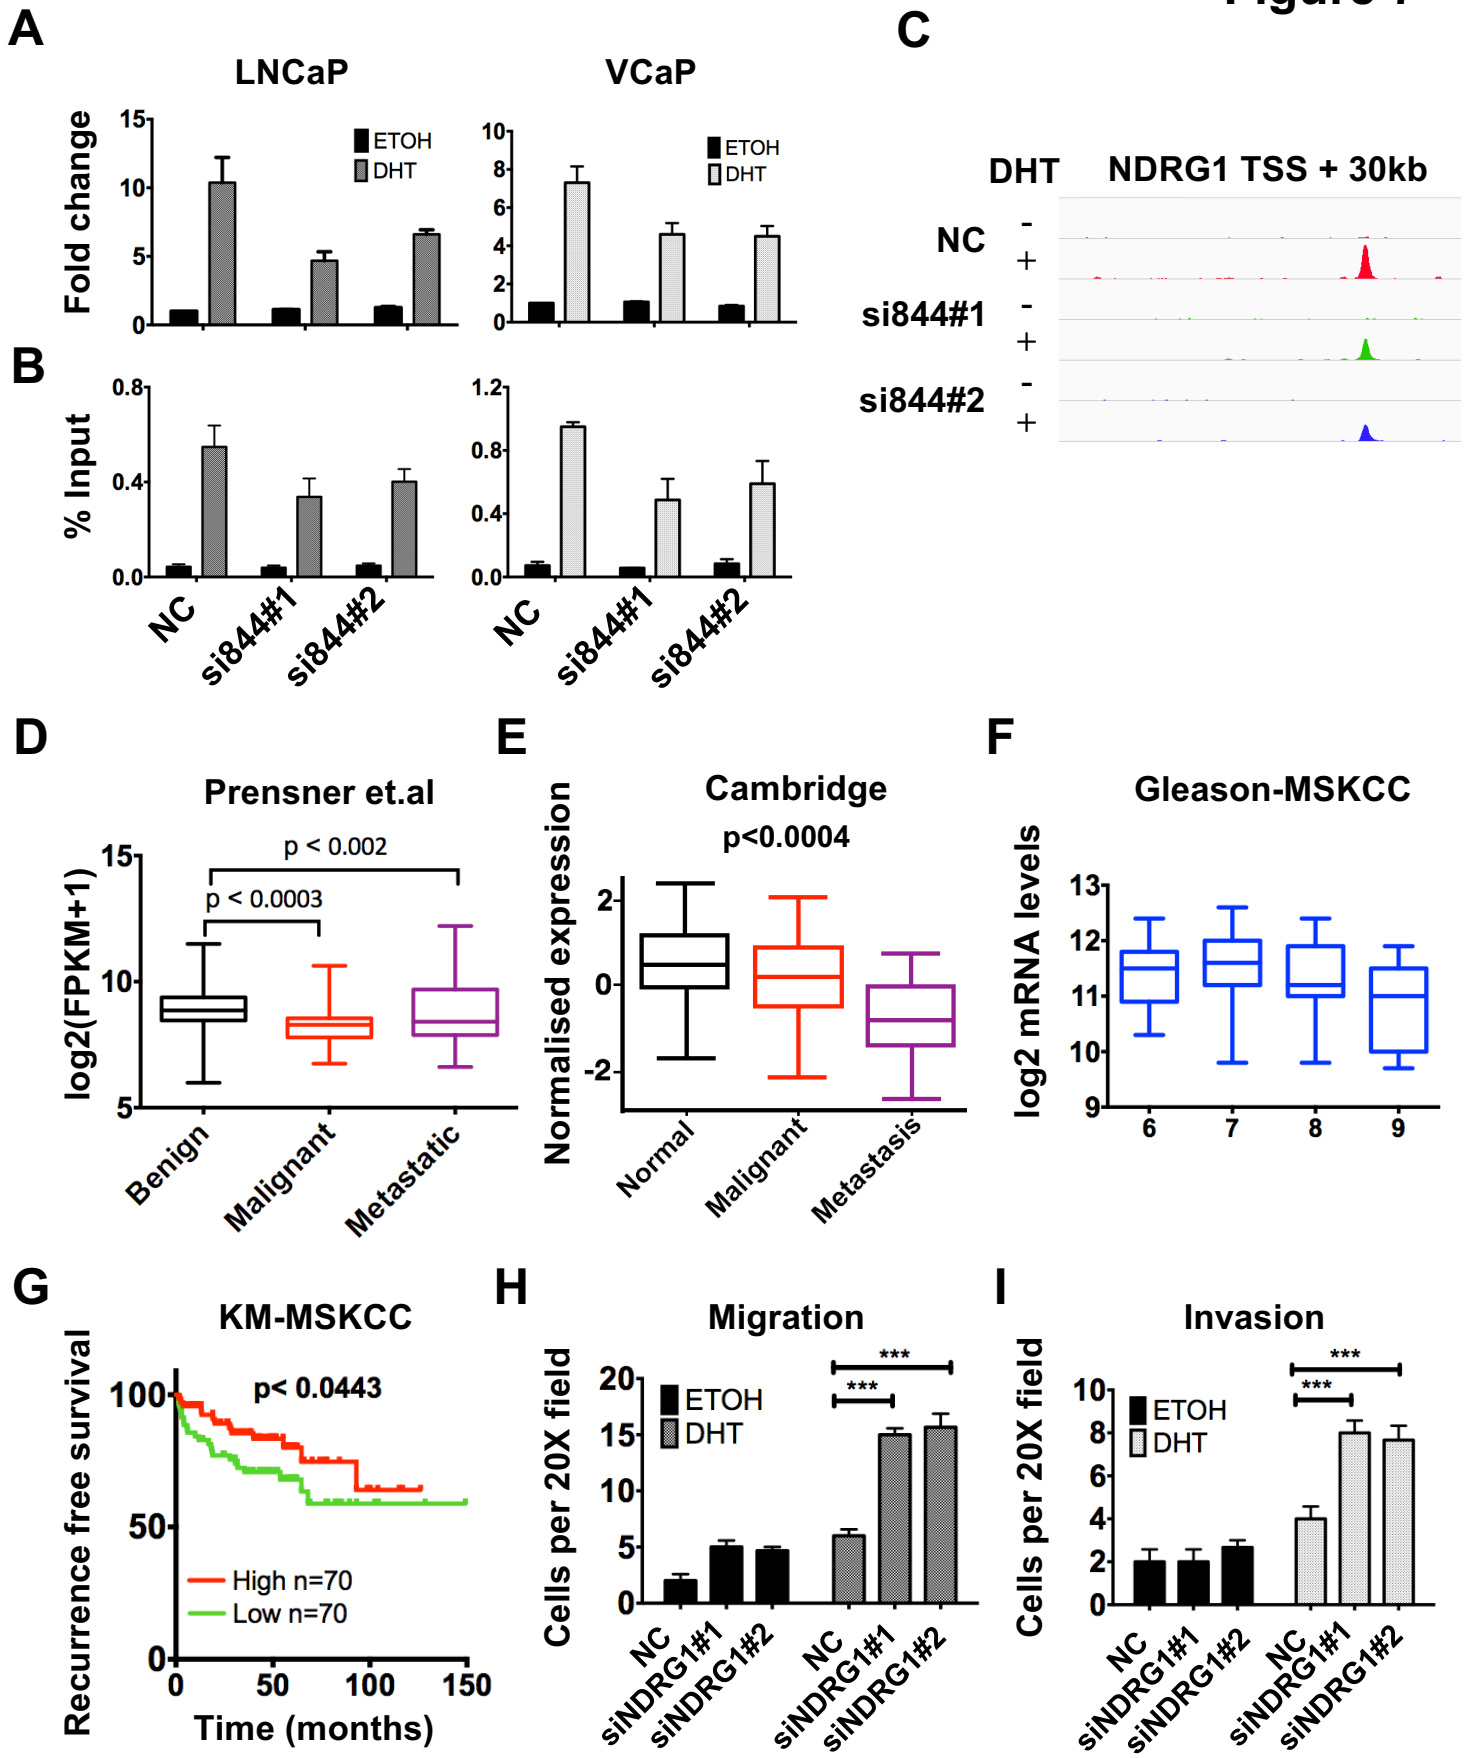 A
LNCaP
VCaP
Fold change
15
10
5
0
ETOH
DHT
10
8
6
4
2
0
ETOH
DHT
B
% Input
0.8
0.4
0.0
NC
si844#1
si844#2
1.2
0.8
0.4
0.0
NC
si844#1
si844#2
C
DHT
NDRG1 TSS + 30kb
NC
-
+
si844#1
-
+
si844#2
-
+
D
Prensner et.al
log2(FPKM+1)
15
10
5
p < 0.002
p < 0.0003
Benign
Malignant
Metastatic
E
Cambridge
p<0.0004
Normalised expression
2
0
-2
Normal
Malignant
Metastasis
F
Gleason-MSKCC
log2 mRNA levels
13
12
11
10
9
6 7 8 9
G
KM-MSKCC
p< 0.0443
Recurrence free survival
100
50
0
High n=70
Low n=70
0 50 100 150
Time (months)
H
Migration
Cells per 20X field
20
15
10
5
0
ETOH
DHT
***
***
NC
siNDRG1#1
siNDRG1#2
NC
siNDRG1#1
siNDRG1#2
I
Invasion
Cells per 20X field
10
8
6
4
2
0
ETOH
DHT
***
***
NC
siNDRG1#1
siNDRG1#2
NC
siNDRG1#1
siNDRG1#2